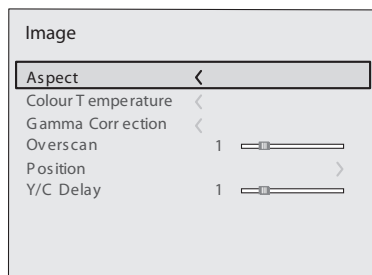 Image
Aspect
Colour Temperature
Gamma Correction
Overscan 1
Position
Y/C Delay 1